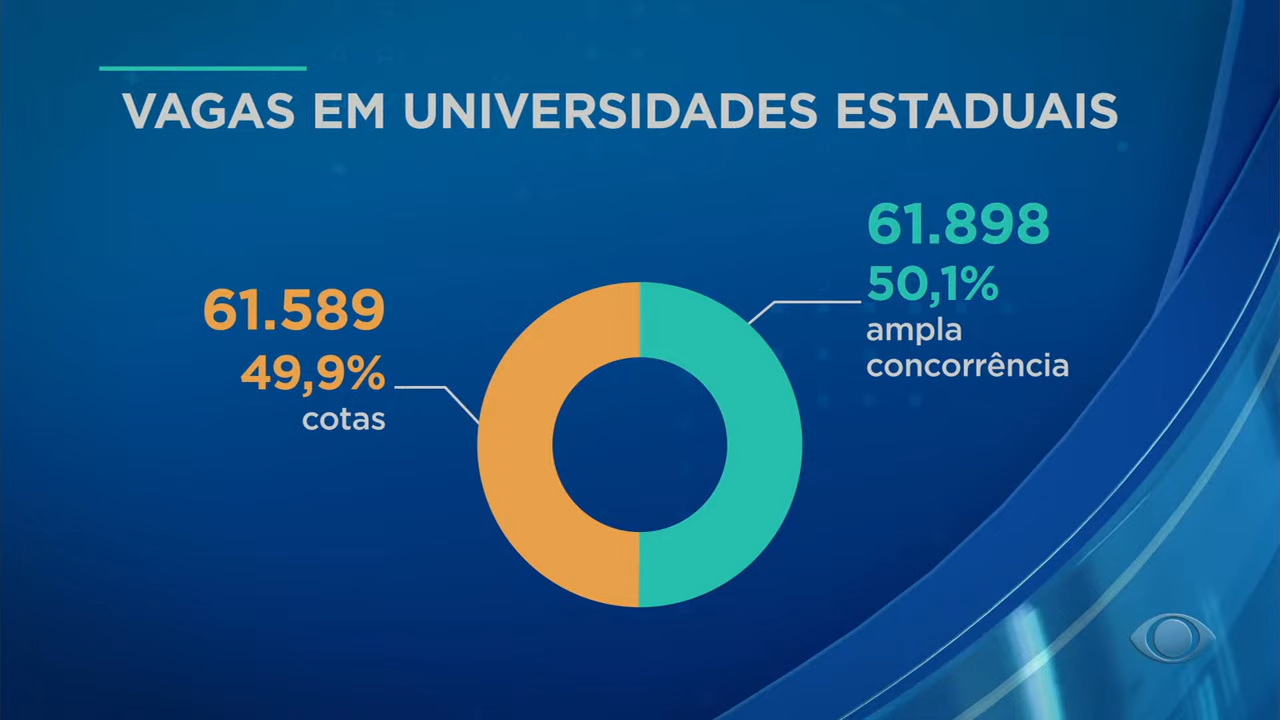 VAGAS EM UNIVERSIDADES ESTADUAIS
61.898
50,1%
ampla
concorrência
61.589
49,9%
cotas